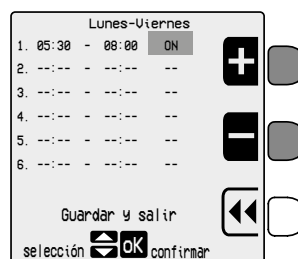 Lunes-Viernes
1. 05:30 - 08:00 ON
2. --:-- - --:-- --
3. --:-- - --:-- --
4. --:-- - --:-- --
5. --:-- - --:-- --
6. --:-- - --:-- --
Guardar y salir
selección OK confirmar